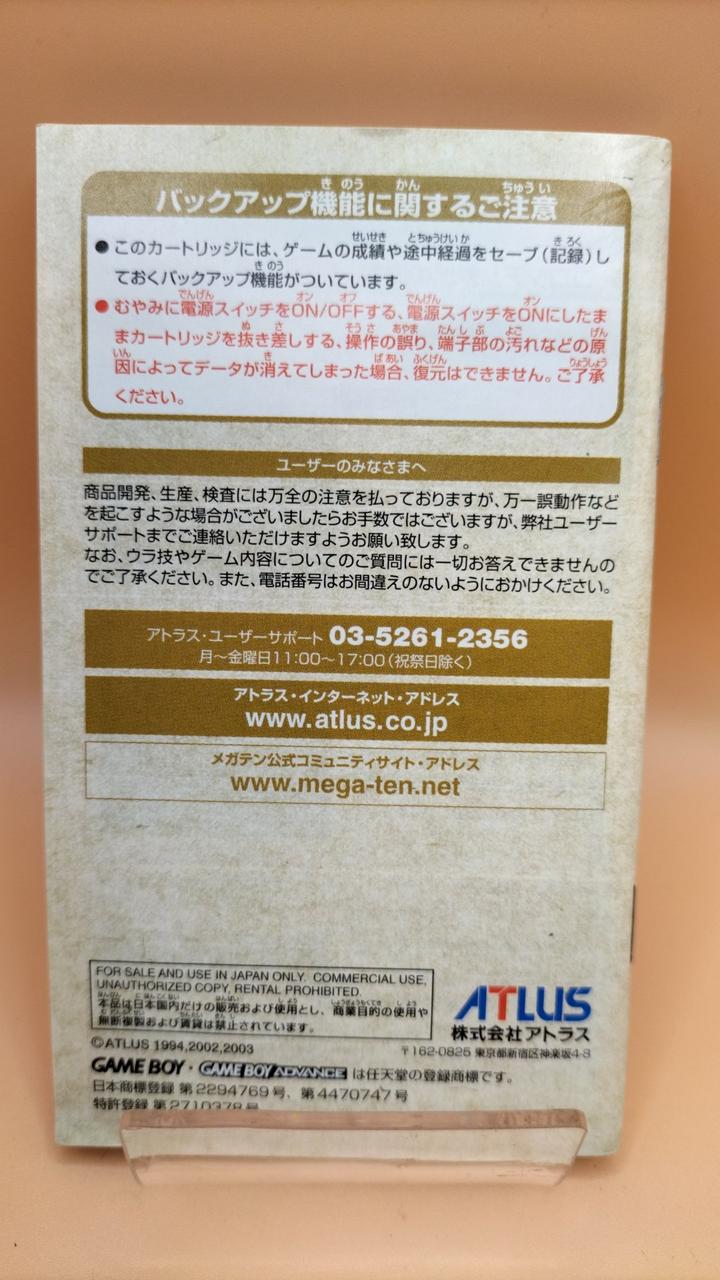 バックアップ機能に関するご注意
●このカートリッジには、ゲームの成績や途中経過をセーブ(記録)し
ておくバックアップ機能がついています。
●むやみに電源スイッチをON/OFFする、電源スイッチをONにしたま
まカートリッジを抜き差しする、操作の誤り、端子部の汚れなどの原
因によってデータが消えてしまった場合、復元はできません。ご了承
ください。
ユーザーのみなさまへ
商品開発、生産、検査には万全の注意を払っておりますが、万一誤動作など
を起こすような場合がございましたらお手数ではございますが、弊社ユーザー
サポートまでご連絡いただけますようお願い致します。
なお、ウラ技やゲーム内容についてのご質問には一切お答えできませんの
でご了承ください。また、電話番号はお間違えのないようにおかけください。
アトラス・ユーザーサポート 03-5261-2356
月〜金曜日11:00〜17:00(祝祭日除く)
アトラス・インターネット・アドレス
www.atlus.co.jp
メガテン公式コミュニティサイト・アドレス
www.mega-ten.net
FOR SALE AND USE IN JAPAN ONLY. COMMERCIAL USE,
UNAUTHORIZED COPY, RENTAL PROHIBITED.
本品は日本国内だけの販売および使用とし、商業目的の使用や
無断複製および賃貸は禁止されています。
ATLUS
株式会社アトラス
〒162-0825 東京都新宿区神楽坂4-8
©ATLUS 1994,2002,2003
GAME BOY・GAME BOY ADVANCE は任天堂の登録商標です。
日本商標登録 第2294769号、第4470747号
特許登録 第2710378号